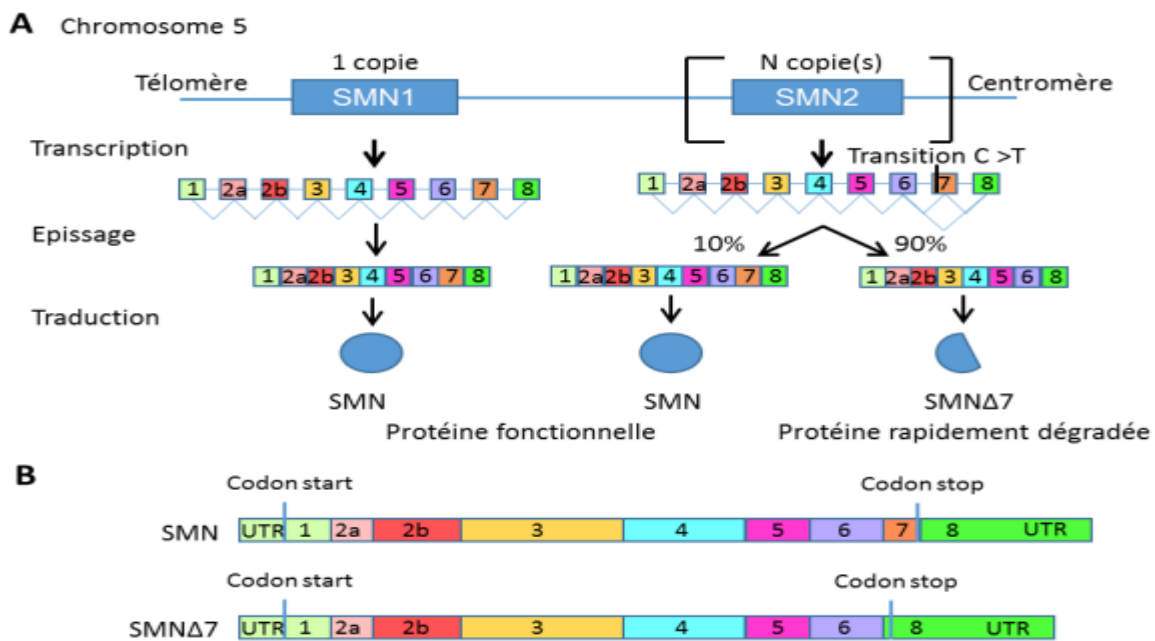 A Chromosome 5
1 copie
N copie(s)
Télomère
SMN1
SMN2
Centromère
Transcription
Transition C >T
1 2a 2b 3 4 5 6 7 8
1 2a 2b 3 4 5 6 7 8
Epissage
10%
90%
1 2a 2b 3 4 5 6 7 8
1 2a 2b 3 4 5 6 7 8
1 2a 2b 3 4 5 6 8
Traduction
SMN
SMN
SMNΔ7
Protéine fonctionnelle
Protéine rapidement dégradée
B
Codon start
Codon stop
SMN
UTR 1 2a 2b 3 4 5 6 7 8 UTR
Codon start
Codon stop
SMNΔ7
UTR 1 2a 2b 3 4 5 6 8 UTR